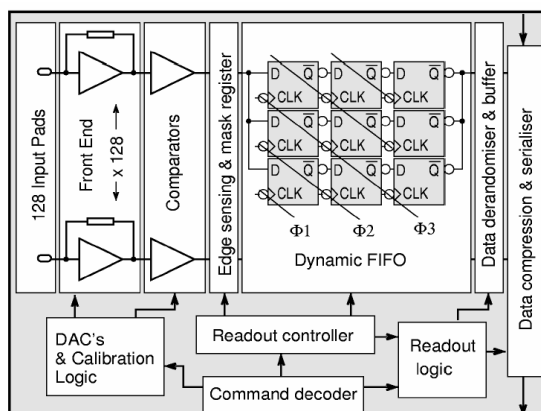 128 Input Pads
Front End
x 128
Comparators
Edge sensing & mask register
D Q D Q D Q
CLK CLK CLK
D Q D Q D Q
CLK CLK CLK
D Q D Q D Q
CLK CLK CLK
Φ1 Φ2 Φ3
Dynamic FIFO
Data derandomiser & buffer
Data compression & serialiser
DAC's
& Calibration
Logic
Readout controller
Command decoder
Readout
logic